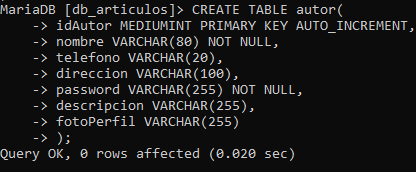 MariaDB [db_articulos]> CREATE TABLE autor(
    -> idAutor MEDIUMINT PRIMARY KEY AUTO_INCREMENT,
    -> nombre VARCHAR(80) NOT NULL,
    -> telefono VARCHAR(20),
    -> direccion VARCHAR(100),
    -> password VARCHAR(255) NOT NULL,
    -> descripcion VARCHAR(255),
    -> fotoPerfil VARCHAR(255)
    -> );
Query OK, 0 rows affected (0.020 sec)